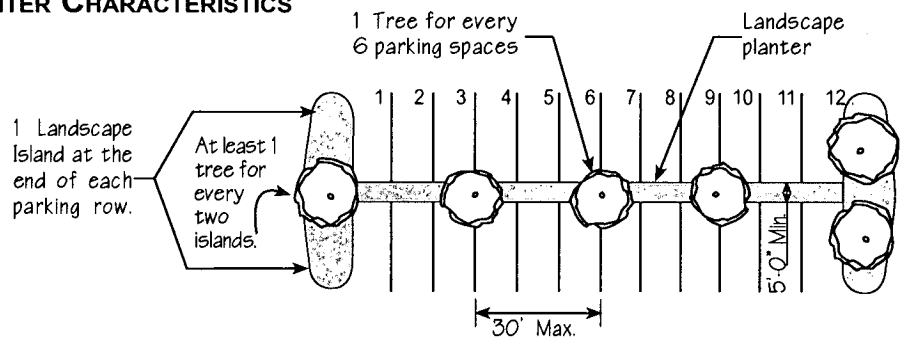 CHARACTERISTICS
1 Tree for every
6 parking spaces
Landscape
planter
1 2 3 4 5 6 7 8 9 10 11 12
1 Landscape
Island at the
end of each
parking row.
At least 1
tree for
every
two
islands.
5'-0" Min.
30' Max.